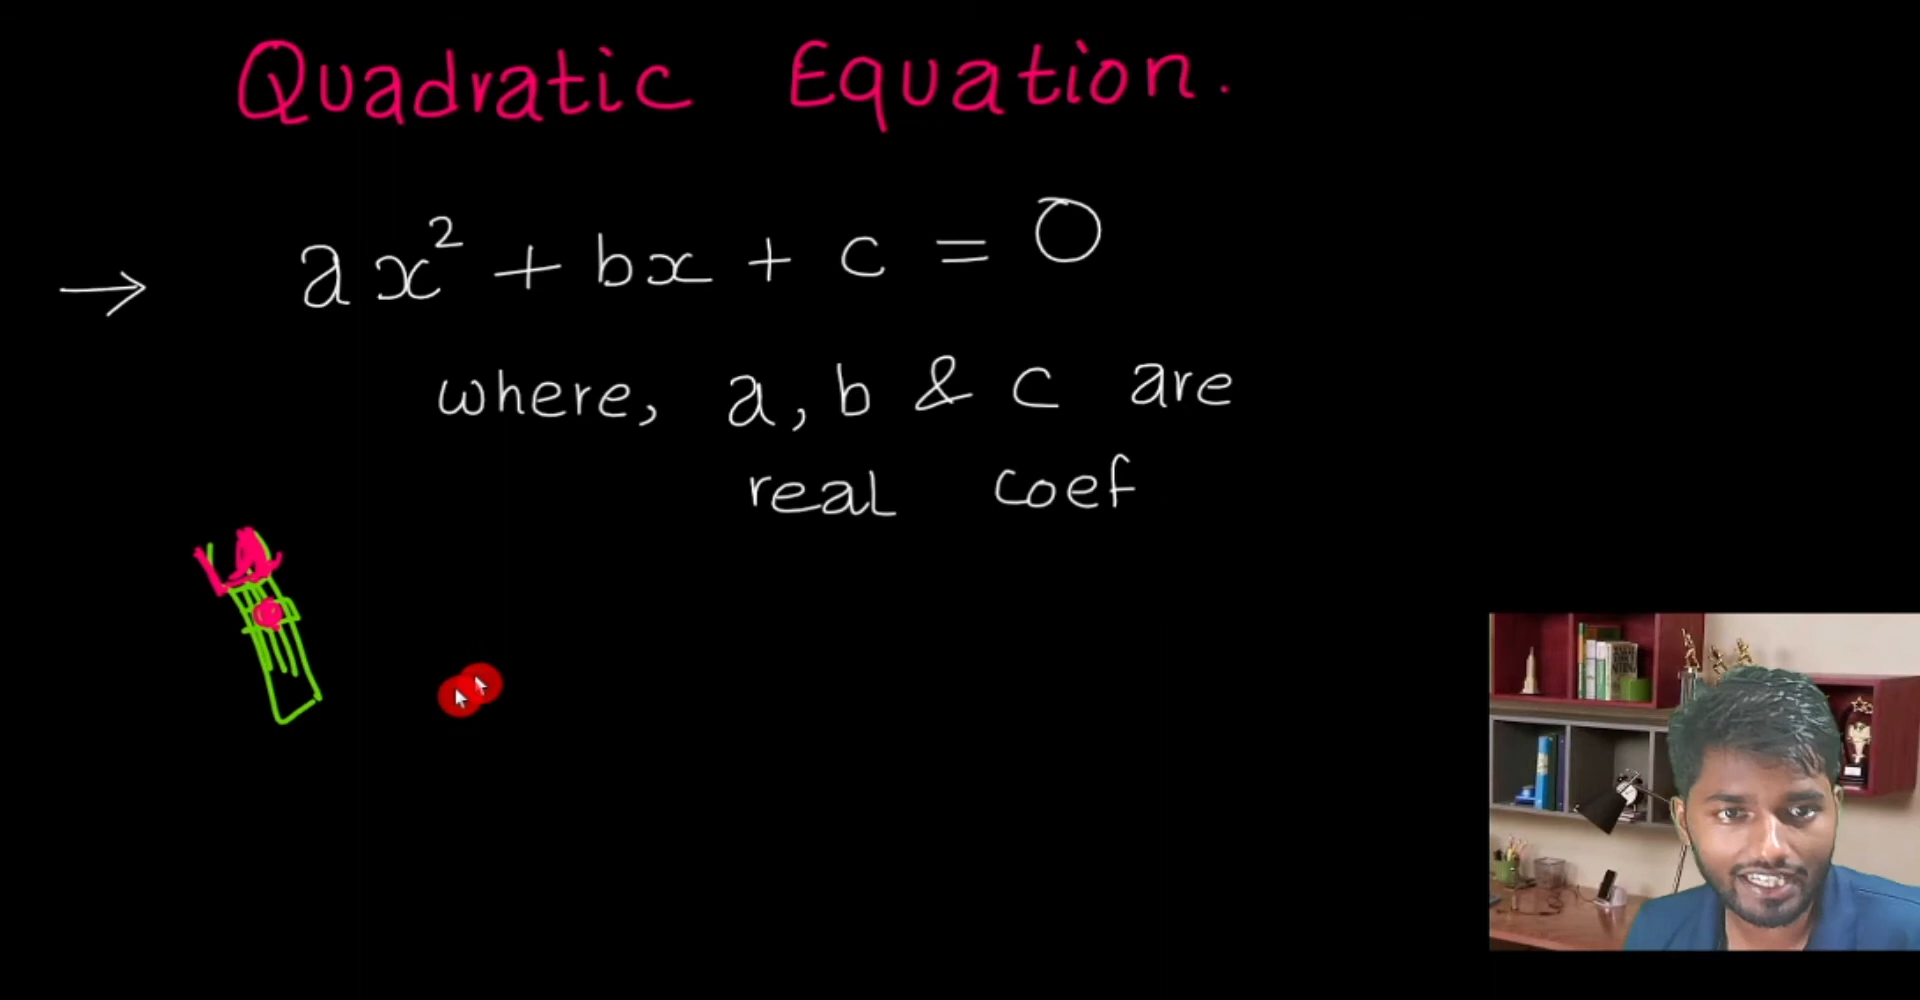 Quadratic Equation.
→ ax² + bx + c = 0
where, a, b & c are
real coef